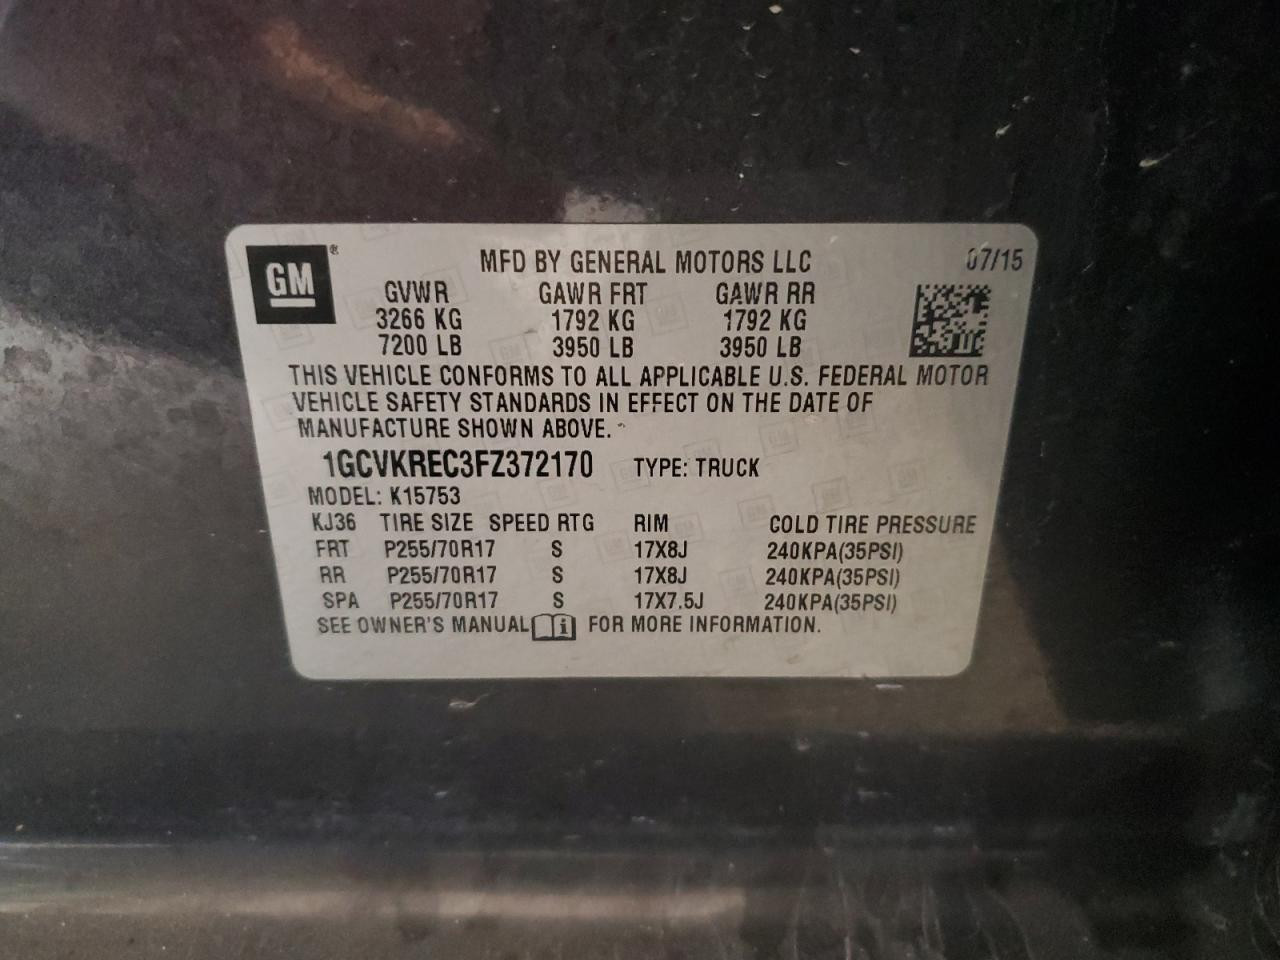 GM®
MFD BY GENERAL MOTORS LLC 07/15
GVWR GAWR FRT GAWR RR
3266 KG 1792 KG 1792 KG
7200 LB 3950 LB 3950 LB
THIS VEHICLE CONFORMS TO ALL APPLICABLE U.S. FEDERAL MOTOR
VEHICLE SAFETY STANDARDS IN EFFECT ON THE DATE OF
MANUFACTURE SHOWN ABOVE.
1GCVKREC3FZ372170 TYPE: TRUCK
MODEL: K15753
KJ36 TIRE SIZE SPEED RTG RIM COLD TIRE PRESSURE
FRT P255/70R17 S 17X8J 240KPA(35PSI)
RR P255/70R17 S 17X8J 240KPA(35PSI)
SPA P255/70R17 S 17X7.5J 240KPA(35PSI)
SEE OWNER'S MANUAL i FOR MORE INFORMATION.